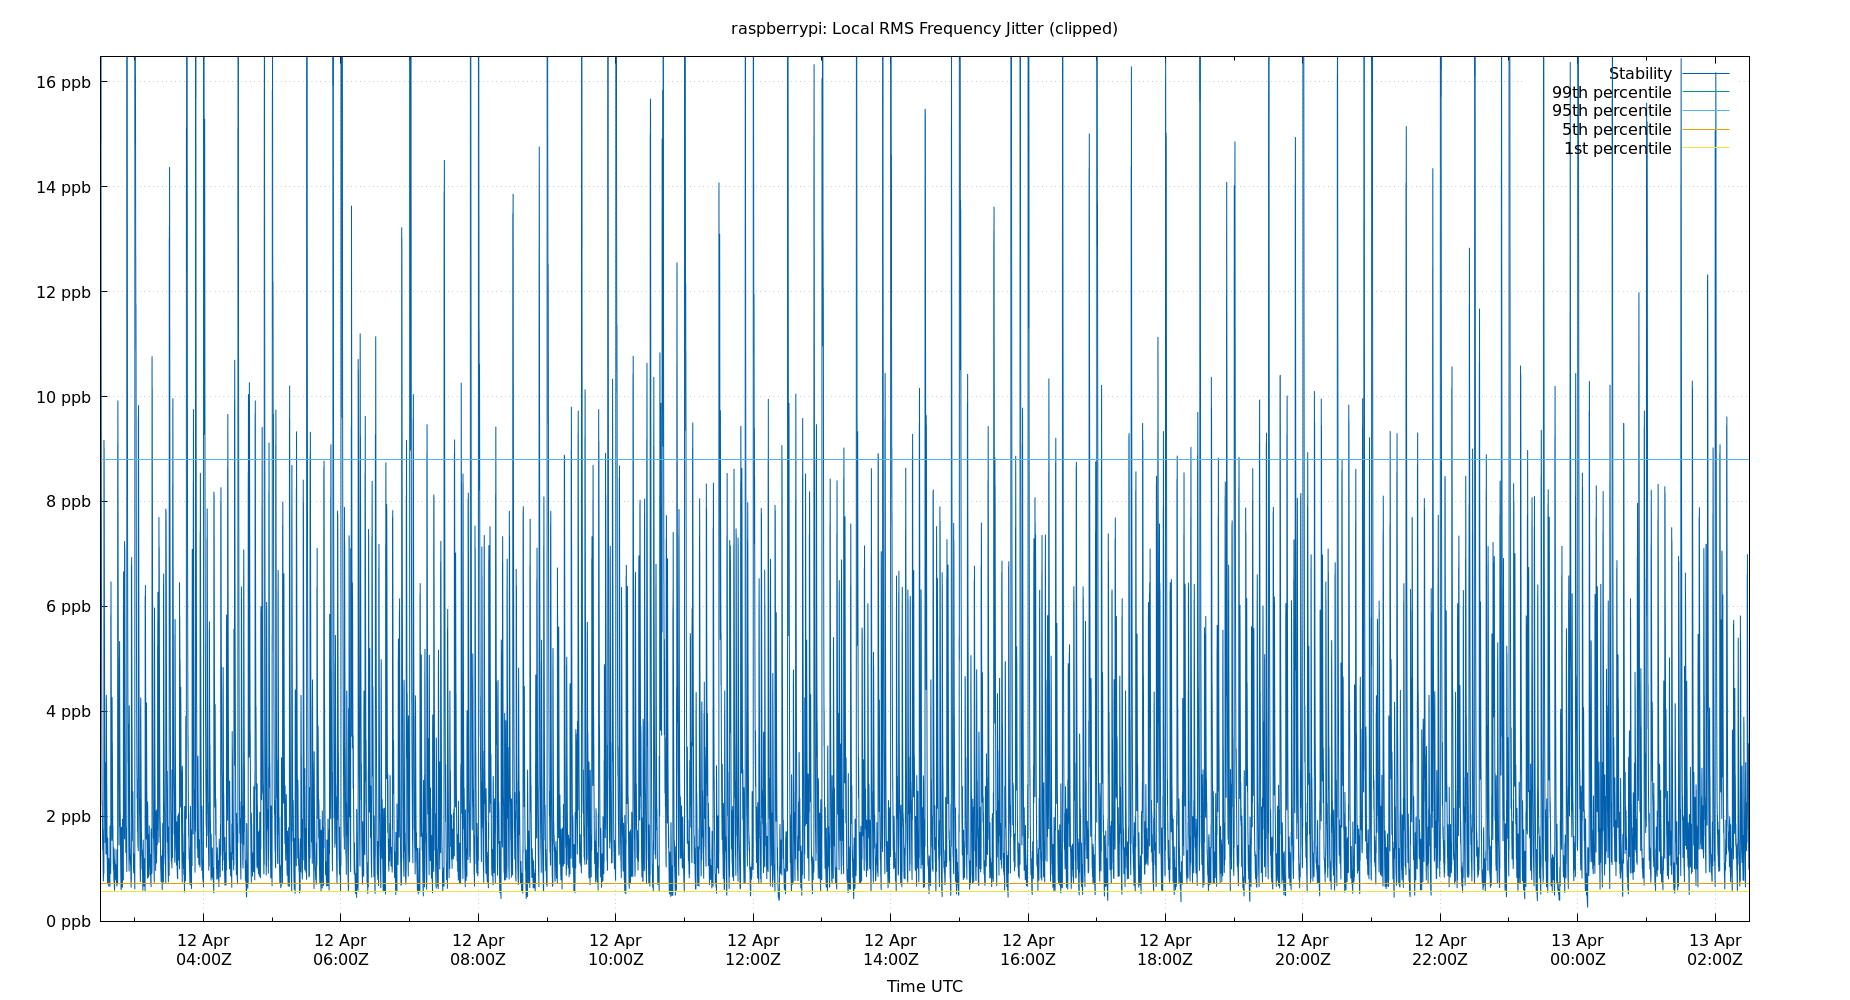 raspberrypi: Local RMS Frequency Jitter (clipped)
Stability
99th percentile
95th percentile
5th percentile
1st percentile
16 ppb
14 ppb
12 ppb
10 ppb
8 ppb
6 ppb
4 ppb
2 ppb
0 ppb
12 Apr 12 Apr 12 Apr 12 Apr 12 Apr 12 Apr 12 Apr 12 Apr 12 Apr 12 Apr 13 Apr 13 Apr
04:00Z 06:00Z 08:00Z 10:00Z 12:00Z 14:00Z 16:00Z 18:00Z 20:00Z 22:00Z 00:00Z 02:00Z
Time UTC